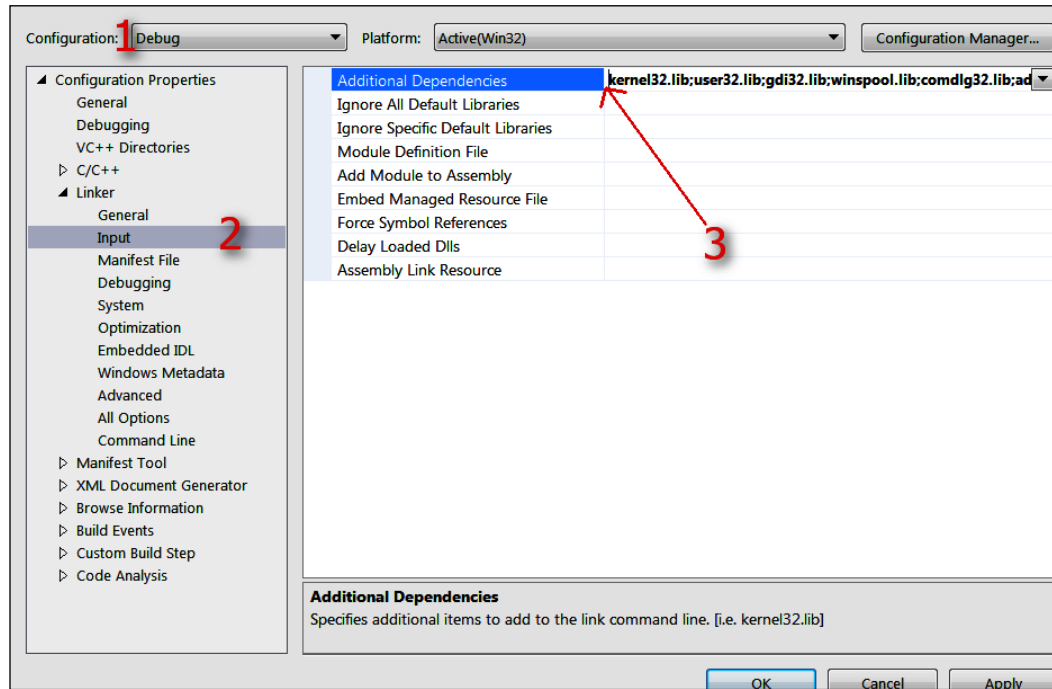 Configuration: 1 Debug Platform: Active(Win32) Configuration Manager...
Configuration Properties
General
Debugging
VC++ Directories
C/C++
Linker
General
Input 2
Manifest File
Debugging
System
Optimization
Embedded IDL
Windows Metadata
Advanced
All Options
Command Line
Manifest Tool
XML Document Generator
Browse Information
Build Events
Custom Build Step
Code Analysis
Additional Dependencies kernel32.lib;user32.lib;gdi32.lib;winspool.lib;comdlg32.lib;ad
Ignore All Default Libraries
Ignore Specific Default Libraries
Module Definition File
Add Module to Assembly
Embed Managed Resource File
Force Symbol References
Delay Loaded Dlls
Assembly Link Resource
3
Additional Dependencies
Specifies additional items to add to the link command line. [i.e. kernel32.lib]
OK Cancel Apply